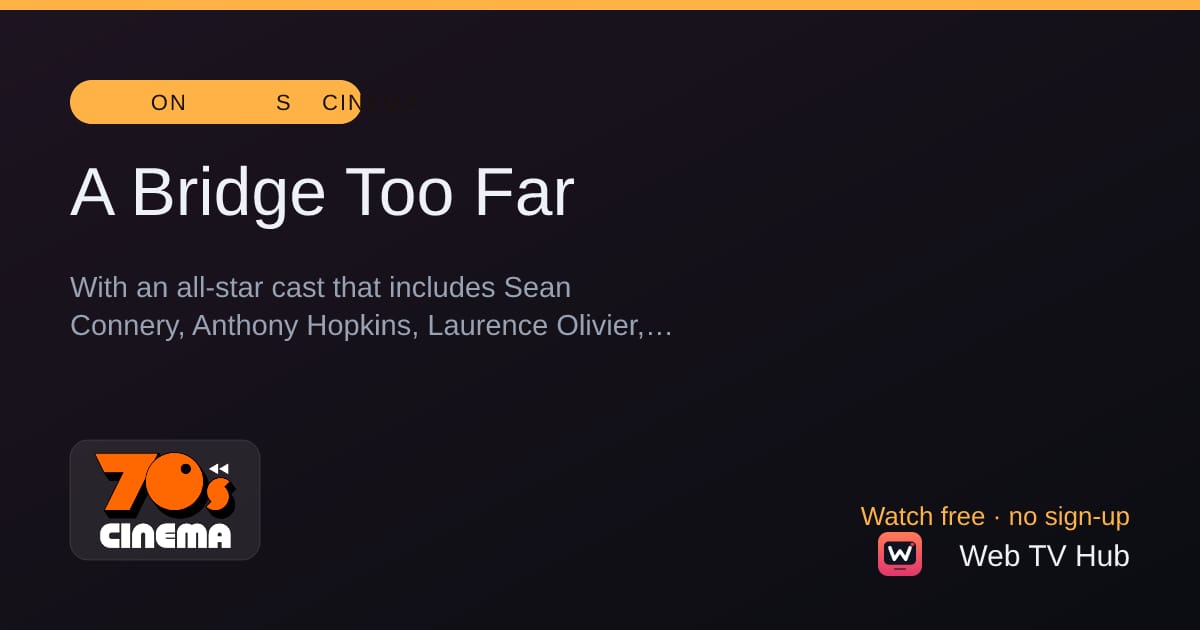 ON S CINEMA
A Bridge Too Far
With an all-star cast that includes Sean
Connery, Anthony Hopkins, Laurence Olivier,…
70s
CINEMA
Watch free · no sign-up
W
Web TV Hub